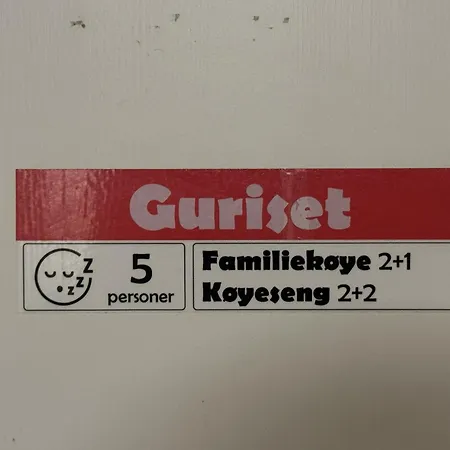 Guriset
5
personer
Familiekøye 2+1
Køyeseng 2+2